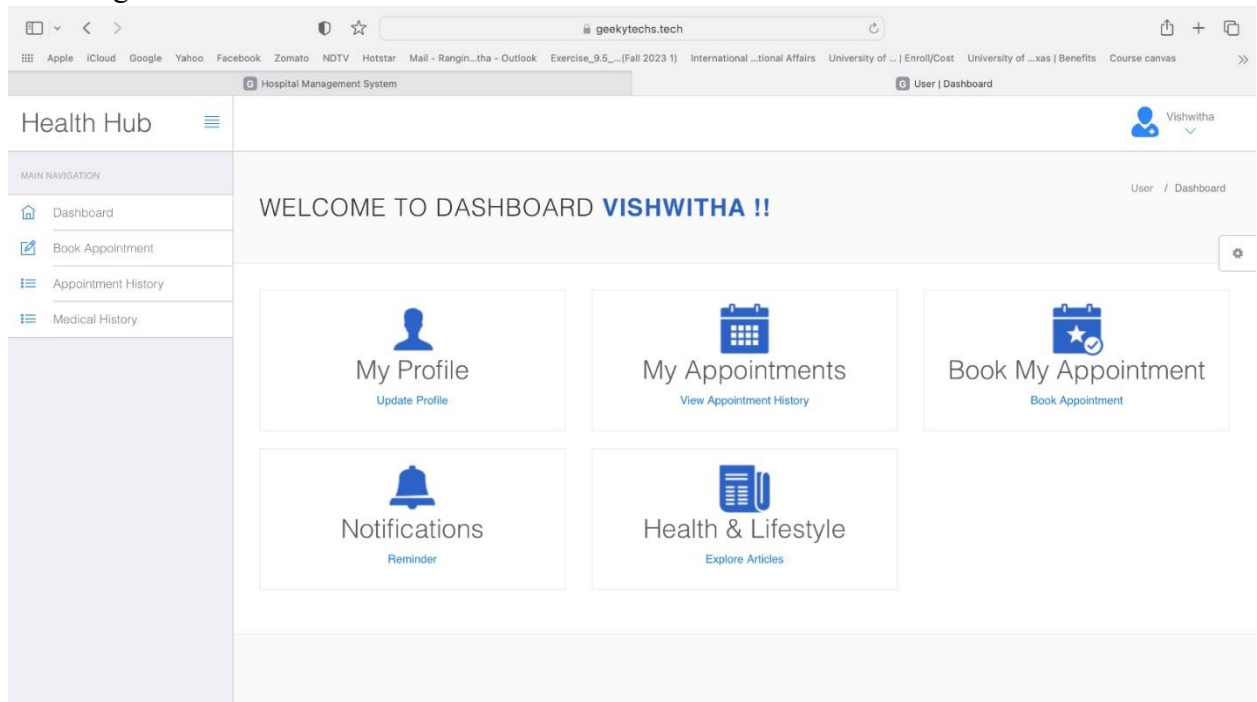 geekytechs.tech
Apple iCloud Google Yahoo Facebook Zomato NDTV Hotstar Mail - Rangin...tha - Outlook Exercise_9.5_...(Fall 2023 1) International ...tional Affairs University of ... | Enroll/Cost University of ...xas | Benefits Course canvas
G Hospital Management System G User | Dashboard
Health Hub
Vishwitha
MAIN NAVIGATION
Dashboard
Book Appointment
Appointment History
Medical History
User / Dashboard
WELCOME TO DASHBOARD VISHWITHA !!
My Profile
Update Profile
My Appointments
View Appointment History
Book My Appointment
Book Appointment
Notifications
Reminder
Health & Lifestyle
Explore Articles